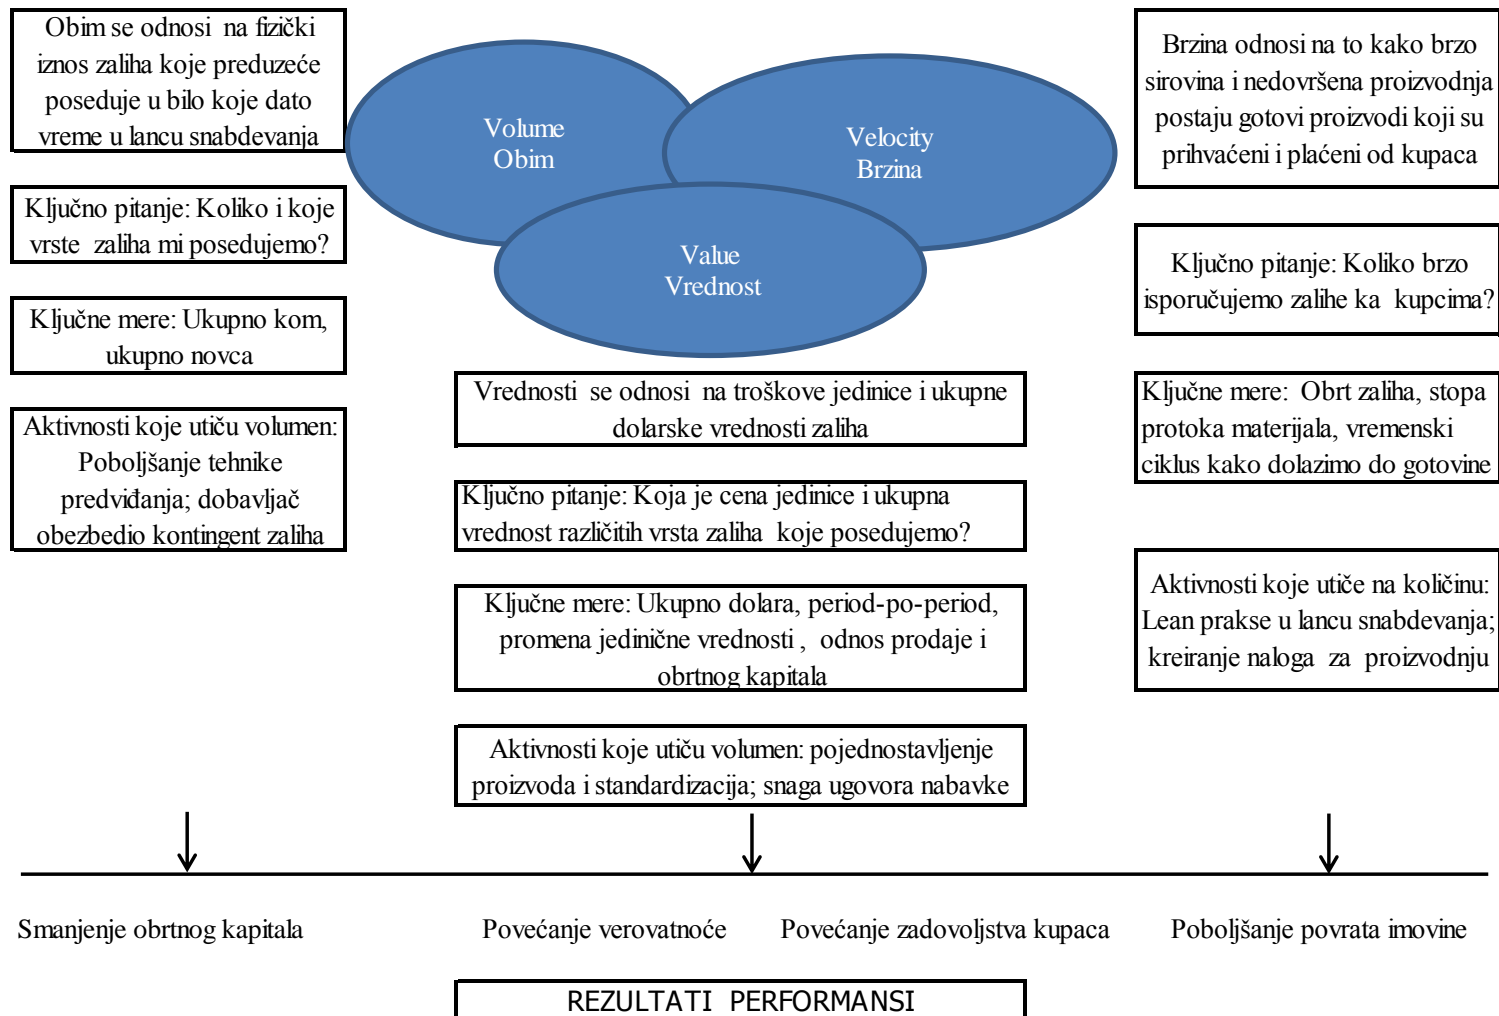 Obim se odnosi na fizički
iznos zaliha koje preduzeće
poseduje u bilo koje dato
vreme u lancu snabdevanja
Ključno pitanje: Koliko i koje
vrste zaliha mi posedujemo?
Ključne mere: Ukupno kom,
ukupno novca
Aktivnosti koje utiču volumen:
Poboljšanje tehnike
predviđanja; dobavljač
obezbedio kontingent zaliha
Volume
Obim
Velocity
Brzina
Value
Vrednost
Vrednosti se odnosi na troškove jedinice i ukupne
dolarske vrednosti zaliha
Ključno pitanje: Koja je cena jedinice i ukupna
vrednost različitih vrsta zaliha koje posedujemo?
Ključne mere: Ukupno dolara, period-po-period,
promena jedinične vrednosti , odnos prodaje i
obrtnog kapitala
Aktivnosti koje utiču volumen: pojednostavljenje
proizvoda i standardizacija; snaga ugovora nabavke
Brzina odnosi na to kako brzo
sirovina i nedovršena proizvodnja
postaju gotovi proizvodi koji su
prihvaćeni i plaćeni od kupaca
Ključno pitanje: Koliko brzo
isporučujemo zalihe ka kupcima?
Ključne mere: Obrt zaliha, stopa
protoka materijala, vremenski
ciklus kako dolazimo do gotovine
Aktivnosti koje utiče na količinu:
Lean prakse u lancu snabdevanja;
kreiranje naloga za proizvodnju
Smanjenje obrtnog kapitala
Povećanje verovatnoće
Povećanje zadovoljstva kupaca
Poboljšanje povrata imovine
REZULTATI PERFORMANSI